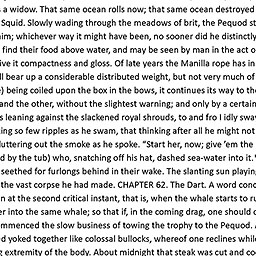 s a widow. That same ocean rolls now; that same ocean destroyed
Squid. Slowly wading through the meadows of brit, the Pequod st
him; whichever way it might have been, no sooner did he distinctly
find their food above water, and may be seen by man in the act o
ive it compactness and gloss. Of late years the Manilla rope has in
ll bear up a considerable distributed weight, but not very much of
) being coiled upon the box in the bows, it continues its way to the
and the other, without the slightest warning; and only by a certain
s leaning against the slackened royal shrouds, to and fro I idly sway
king so few ripples as he swam, that thinking after all he might not
luttering out the smoke as he spoke. “Start her, now; give ’em the
d by the tub) who, snatching off his hat, dashed sea-water into it.
seethed for furlongs behind in their wake. The slanting sun playing
the vast corpse he had made. CHAPTER 62. The Dart. A word conc
n at the second critical instant, that is, when the whale starts to ru
er into the same whale; so that if, in the coming drag, one should c
mmenced the slow business of towing the trophy to the Pequod. A
d yoked together like colossal bullocks, whereof one reclines while
g extremity of the body. About midnight that steak was cut and coo